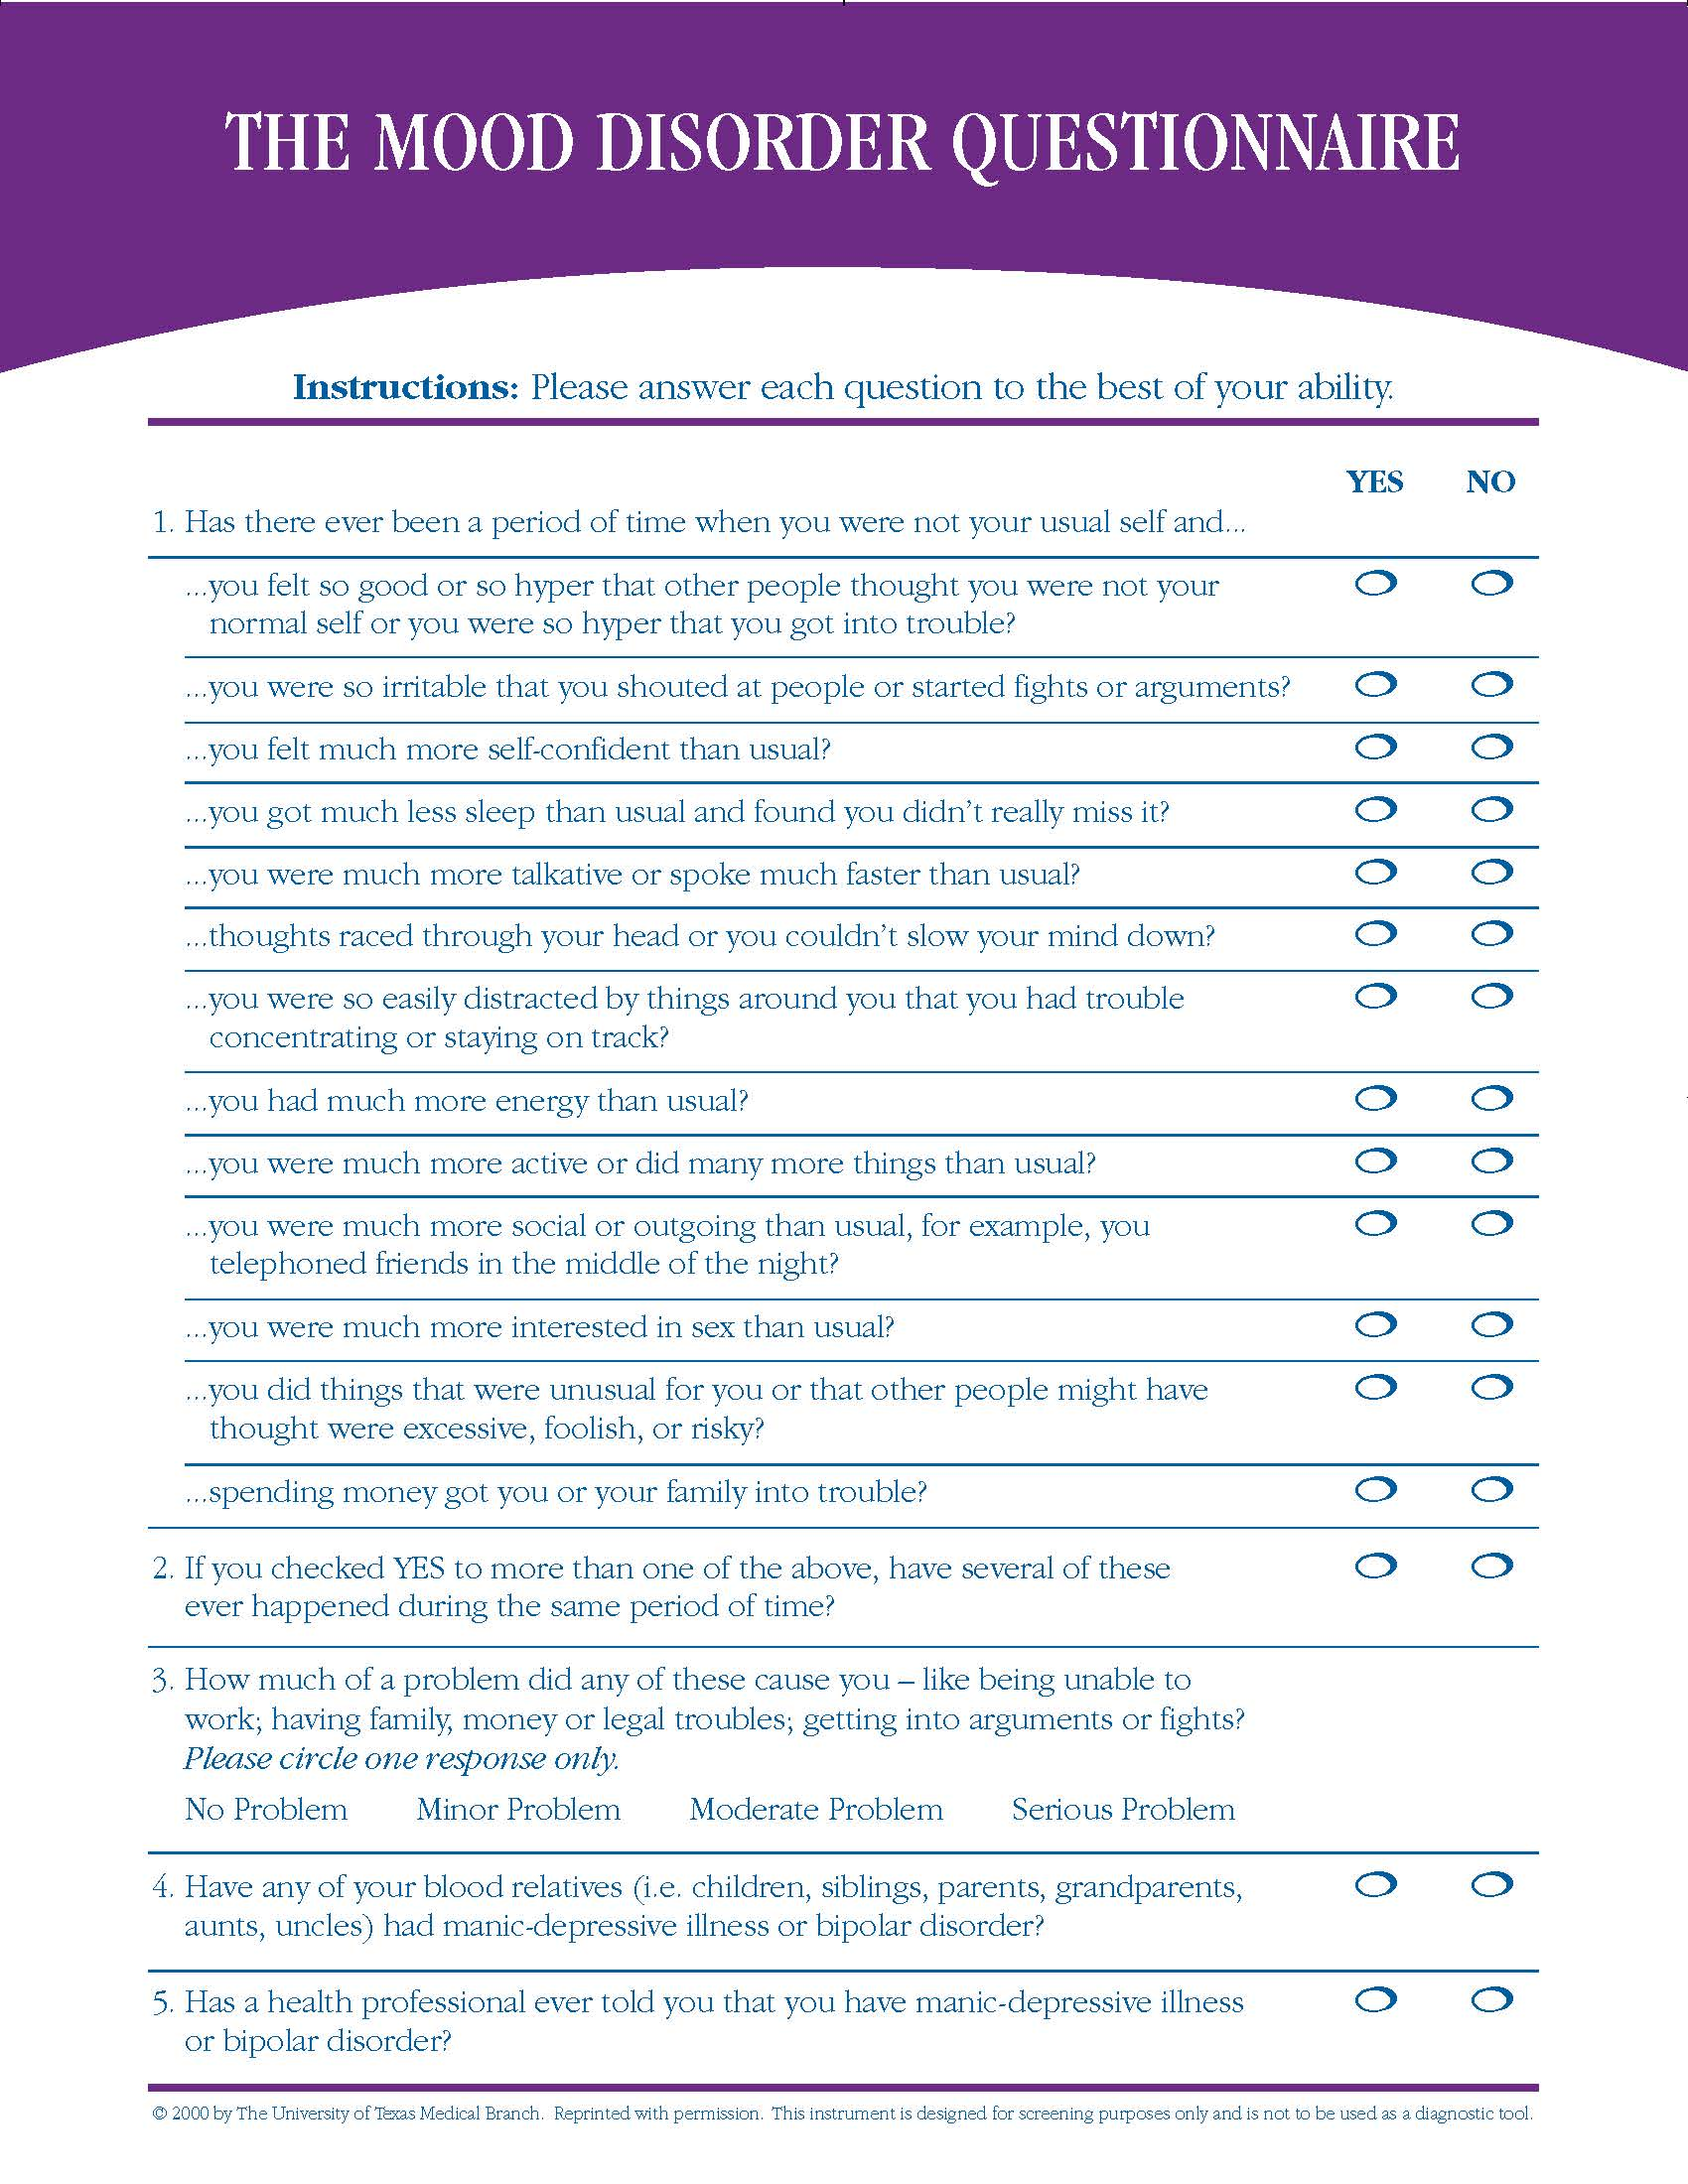 THE MOOD DISORDER QUESTIONNAIRE
Instructions: Please answer each question to the best of your ability.
YES NO
1. Has there ever been a period of time when you were not your usual self and...
...you felt so good or so hyper that other people thought you were not your
normal self or you were so hyper that you got into trouble?
...you were so irritable that you shouted at people or started fights or arguments?
...you felt much more self-confident than usual?
...you got much less sleep than usual and found you didn’t really miss it?
...you were much more talkative or spoke much faster than usual?
...thoughts raced through your head or you couldn’t slow your mind down?
...you were so easily distracted by things around you that you had trouble
concentrating or staying on track?
...you had much more energy than usual?
...you were much more active or did many more things than usual?
...you were much more social or outgoing than usual, for example, you
telephoned friends in the middle of the night?
...you were much more interested in sex than usual?
...you did things that were unusual for you or that other people might have
thought were excessive, foolish, or risky?
...spending money got you or your family into trouble?
2. If you checked YES to more than one of the above, have several of these
ever happened during the same period of time?
3. How much of a problem did any of these cause you – like being unable to
work; having family, money or legal troubles; getting into arguments or fights?
Please circle one response only.
No Problem Minor Problem Moderate Problem Serious Problem
4. Have any of your blood relatives (i.e. children, siblings, parents, grandparents,
aunts, uncles) had manic-depressive illness or bipolar disorder?
5. Has a health professional ever told you that you have manic-depressive illness
or bipolar disorder?
© 2000 by The University of Texas Medical Branch. Reprinted with permission. This instrument is designed for screening purposes only and is not to be used as a diagnostic tool.